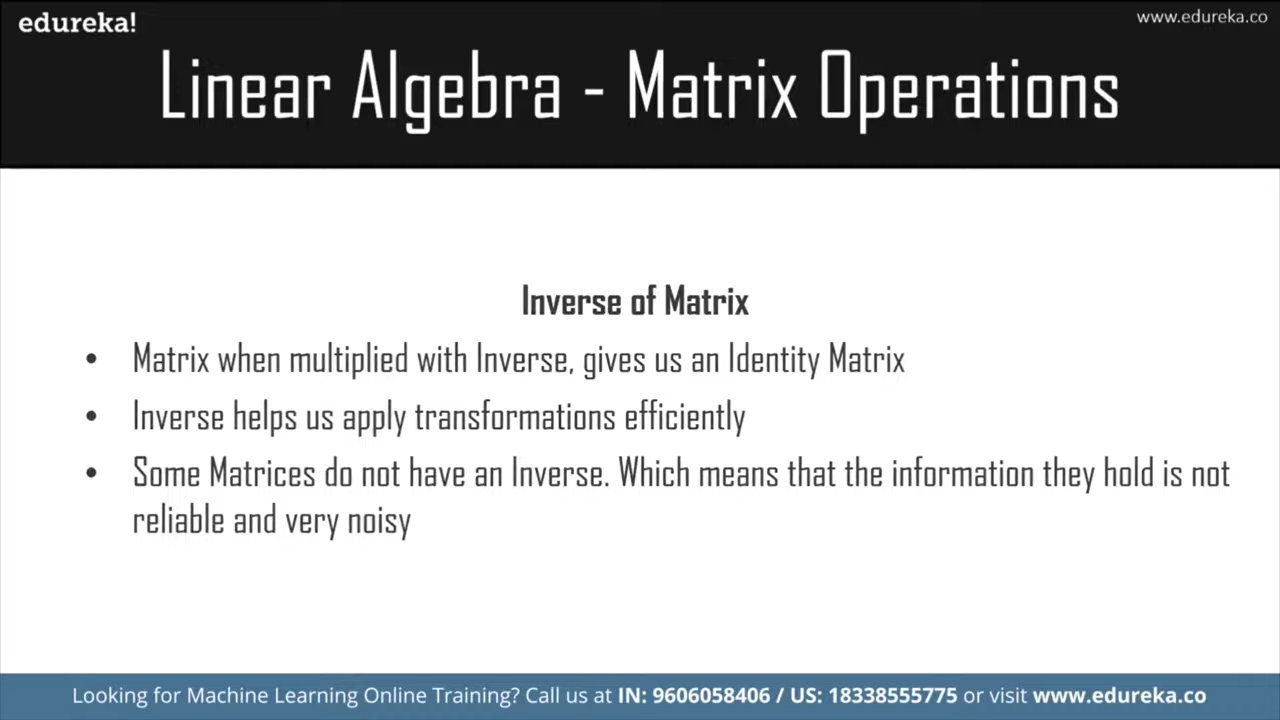 edureka!
www.edureka.co
Linear Algebra - Matrix Operations
Inverse of Matrix
• Matrix when multiplied with Inverse, gives us an Identity Matrix
• Inverse helps us apply transformations efficiently
• Some Matrices do not have an Inverse. Which means that the information they hold is not
reliable and very noisy
Looking for Machine Learning Online Training? Call us at IN: 9606058406 / US: 18338555775 or visit www.edureka.co